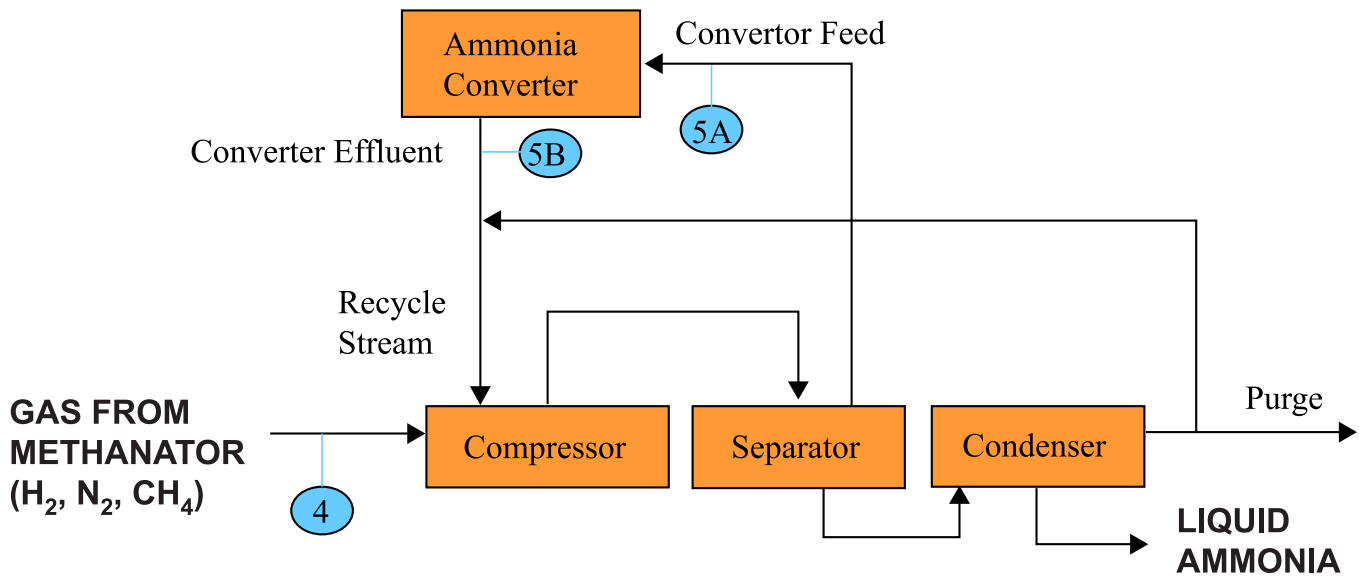 Ammonia
Converter
Convertor Feed
5A
Converter Effluent
5B
Recycle
Stream
GAS FROM
METHANATOR
(H₂, N₂, CH₄)
4
Compressor
Separator
Condenser
Purge
LIQUID
AMMONIA